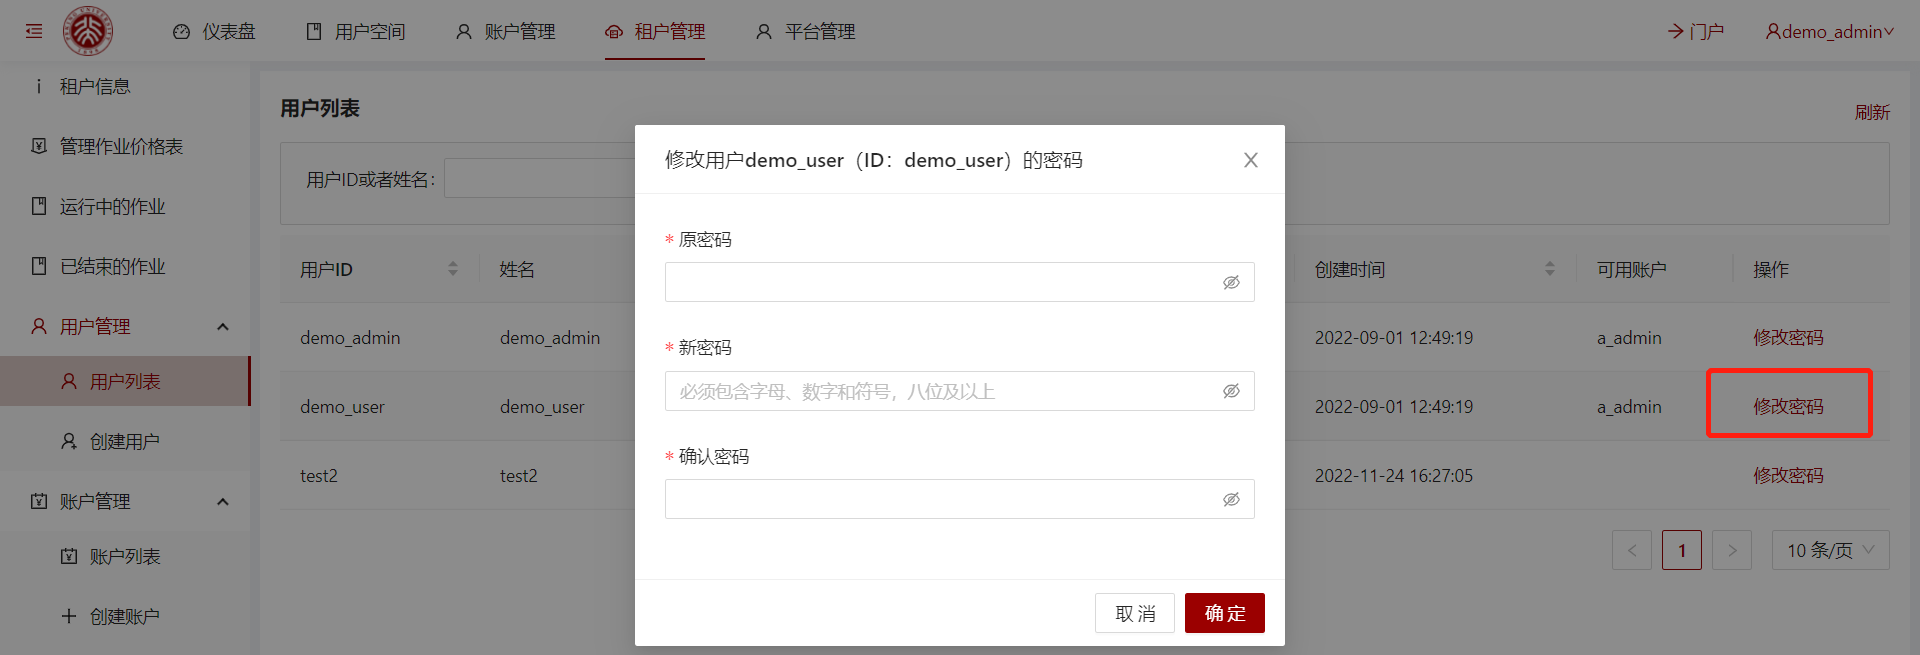 仪表盘
用户空间
账户管理
租户管理
平台管理
门户
demo_admin
租户信息
管理作业价格表
运行中的作业
已结束的作业
用户管理
用户列表
创建用户
账户管理
账户列表
创建账户
用户列表
刷新
用户ID或者姓名:
用户ID 姓名 创建时间 可用账户 操作
demo_admin demo_admin 2022-09-01 12:49:19 a_admin 修改密码
demo_user demo_user 2022-09-01 12:49:19 a_admin 修改密码
test2 test2 2022-11-24 16:27:05 修改密码
< 1 > 10 条/页
修改用户demo_user（ID：demo_user）的密码
* 原密码
* 新密码
必须包含字母、数字和符号，八位及以上
* 确认密码
取 消
确 定